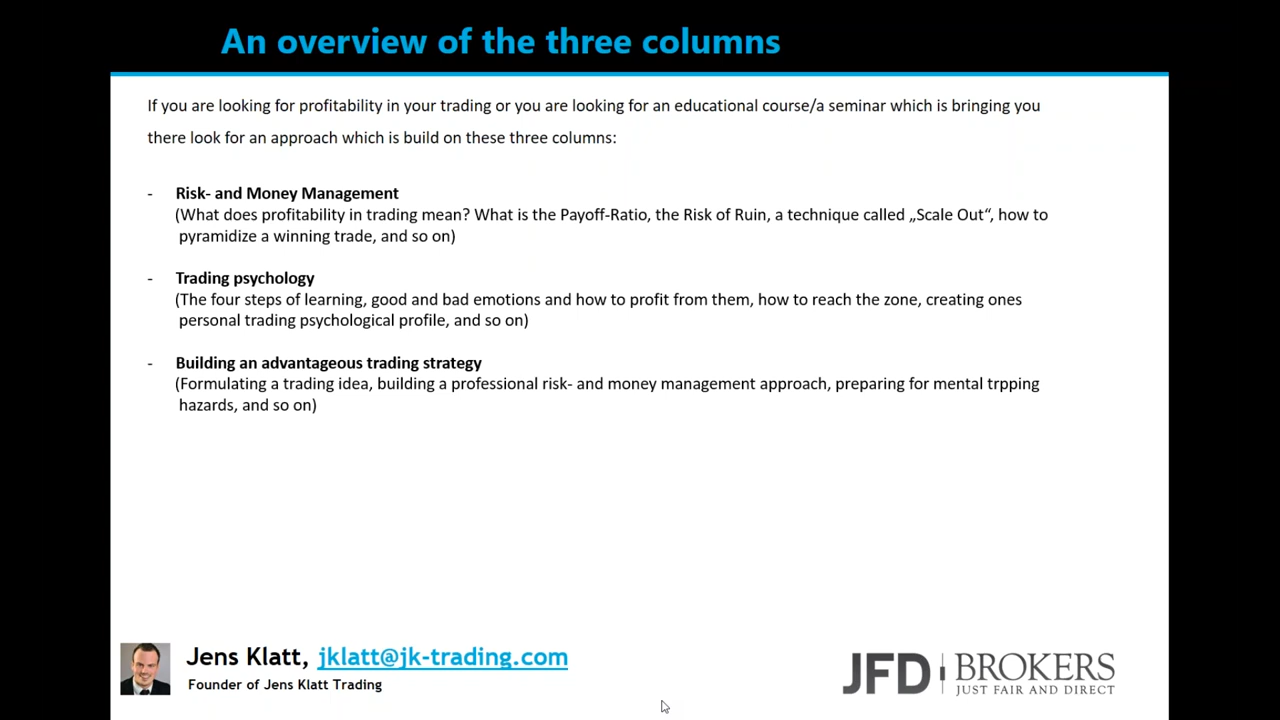 An overview of the three columns
If you are looking for profitability in your trading or you are looking for an educational course/a seminar which is bringing you
there look for an approach which is build on these three columns:
- Risk- and Money Management
(What does profitability in trading mean? What is the Payoff-Ratio, the Risk of Ruin, a technique called „Scale Out“, how to
pyramidize a winning trade, and so on)
- Trading psychology
(The four steps of learning, good and bad emotions and how to profit from them, how to reach the zone, creating ones
personal trading psychological profile, and so on)
- Building an advantageous trading strategy
(Formulating a trading idea, building a professional risk- and money management approach, preparing for mental trpping
hazards, and so on)
Jens Klatt, jklatt@jk-trading.com
Founder of Jens Klatt Trading
JFD BROKERS
JUST FAIR AND DIRECT